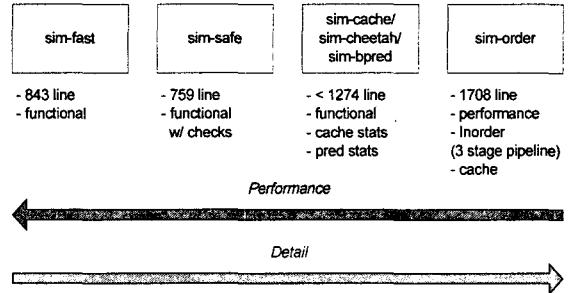 sim-fast
- 843 line
- functional
sim-safe
- 759 line
- functional
w/ checks
sim-cache/
sim-cheetah/
sim-bpred
- < 1274 line
- functional
- cache stats
- pred stats
sim-order
- 1708 line
- performance
- Inorder
(3 stage pipeline)
- cache
Performance
Detail